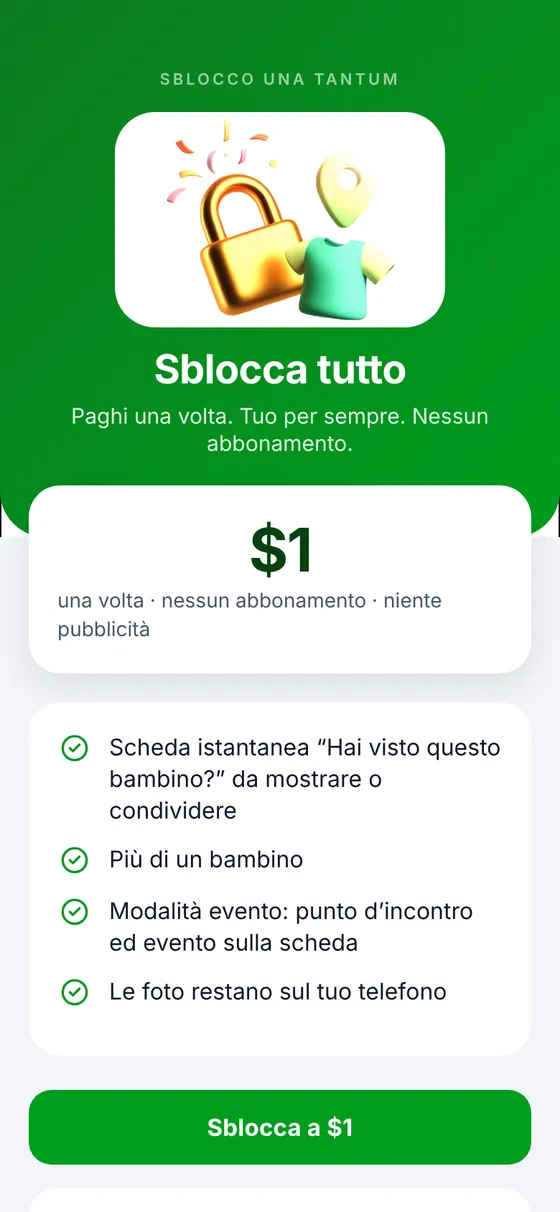 SBLOCCO UNA TANTUM
Sblocca tutto
Paghi una volta. Tuo per sempre. Nessun
abbonamento.
$1
una volta · nessun abbonamento · niente
pubblicità
Scheda istantanea “Hai visto questo
bambino?” da mostrare o
condividere
Più di un bambino
Modalità evento: punto d’incontro
ed evento sulla scheda
Le foto restano sul tuo telefono
Sblocca a $1